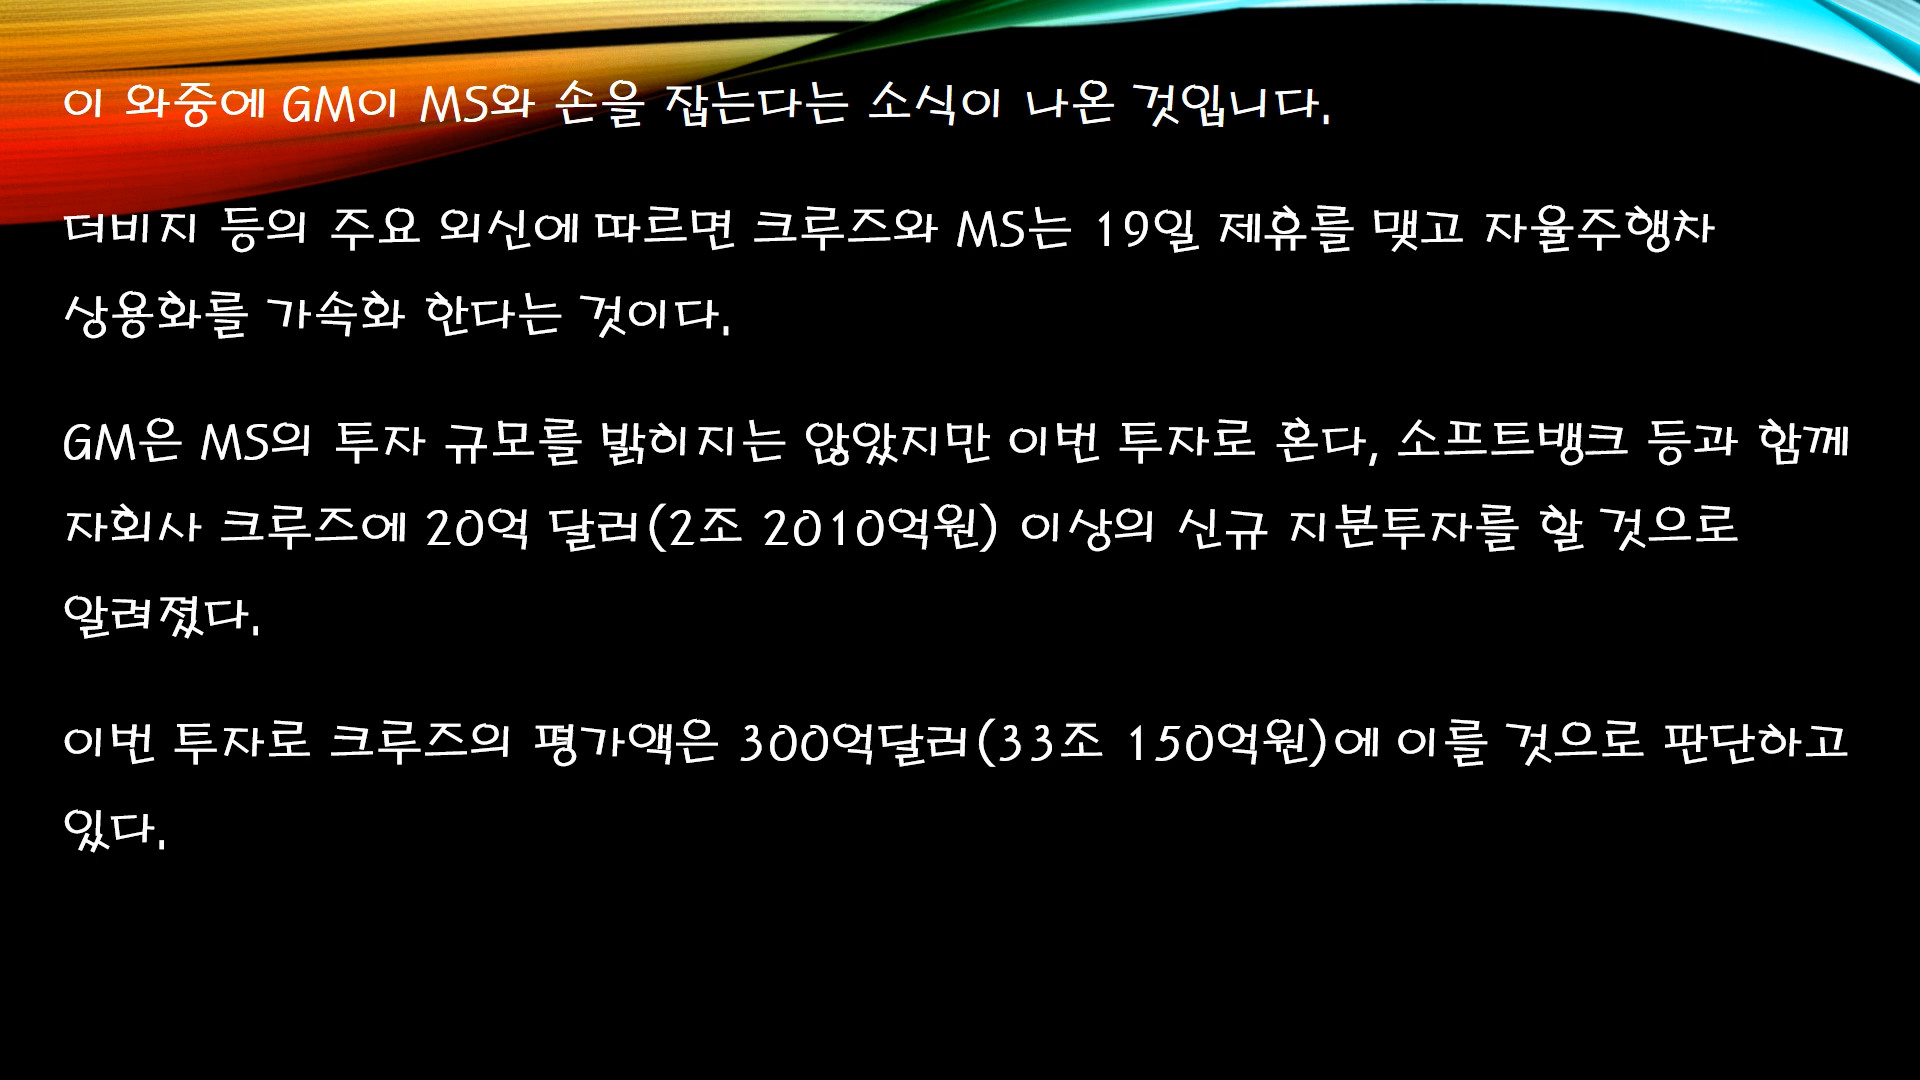 이 와중에 GM이 MS와 손을 잡는다는 소식이 나온 것입니다.
더비지 등의 주요 외신에 따르면 크루즈와 MS는 19일 제휴를 맺고 자율주행차
상용화를 가속화 한다는 것이다.
GM은 MS의 투자 규모를 밝히지는 않았지만 이번 투자로 혼다, 소프트뱅크 등과 함께
자회사 크루즈에 20억 달러(2조 2010억원) 이상의 신규 지분투자를 할 것으로
알려졌다.
이번 투자로 크루즈의 평가액은 300억달러(33조 150억원)에 이를 것으로 판단하고
있다.